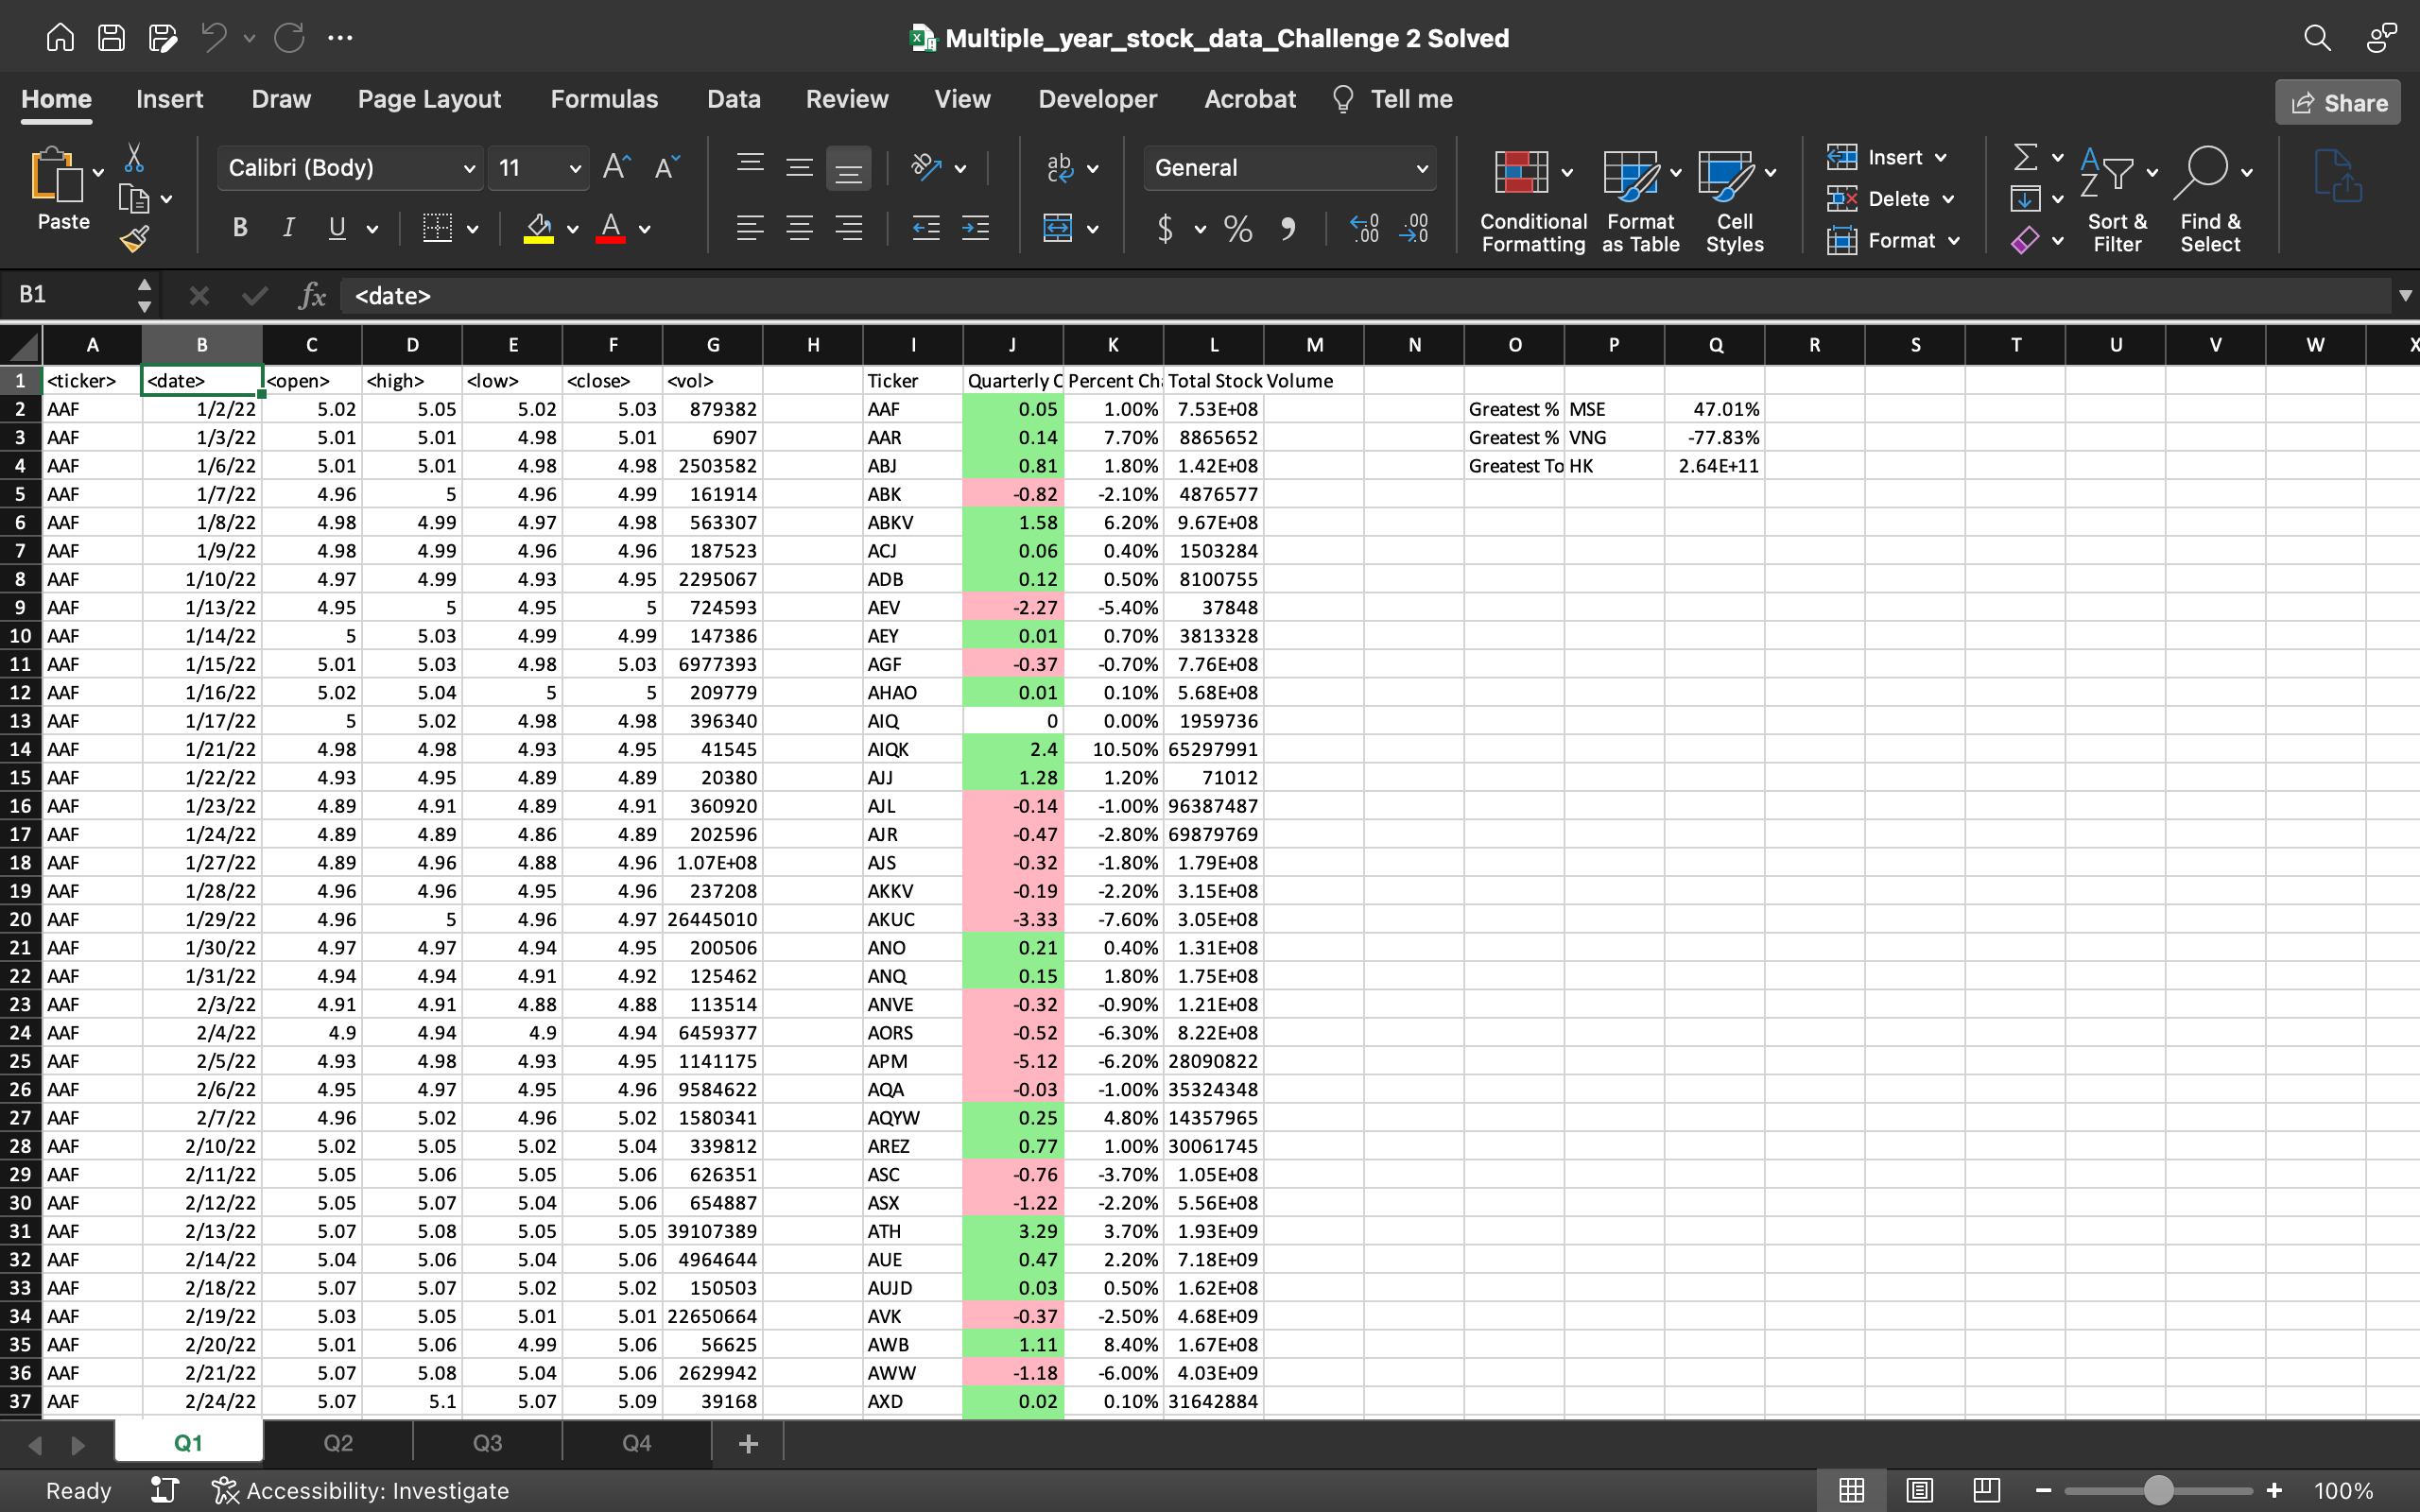 Multiple_year_stock_data_Challenge 2 Solved
Home Insert Draw Page Layout Formulas Data Review View Developer Acrobat Tell me Share
Paste
Calibri (Body) 11
B I U
General
$ % 9
Conditional Formatting
Format as Table
Cell Styles
Insert
Delete
Format
Sort & Filter
Find & Select
B1 fx <date>
A B C D E F G H I J K L M N O P Q R S T U V W X
1 <ticker> <date> <open> <high> <low> <close> <vol> Ticker Quarterly C Percent Ch Total Stock Volume
2 AAF 1/2/22 5.02 5.05 5.02 5.03 879382 AAF 0.05 1.00% 7.53E+08 Greatest % MSE 47.01%
3 AAF 1/3/22 5.01 5.01 4.98 5.01 6907 AAR 0.14 7.70% 8865652 Greatest % VNG -77.83%
4 AAF 1/6/22 5.01 5.01 4.98 4.98 2503582 ABJ 0.81 1.80% 1.42E+08 Greatest To HK 2.64E+11
5 AAF 1/7/22 4.96 5 4.96 4.99 161914 ABK -0.82 -2.10% 4876577
6 AAF 1/8/22 4.98 4.99 4.97 4.98 563307 ABKV 1.58 6.20% 9.67E+08
7 AAF 1/9/22 4.98 4.99 4.96 4.96 187523 ACJ 0.06 0.40% 1503284
8 AAF 1/10/22 4.97 4.99 4.93 4.95 2295067 ADB 0.12 0.50% 8100755
9 AAF 1/13/22 4.95 5 4.95 5 724593 AEV -2.27 -5.40% 37848
10 AAF 1/14/22 5 5.03 4.99 4.99 147386 AEY 0.01 0.70% 3813328
11 AAF 1/15/22 5.01 5.03 4.98 5.03 6977393 AGF -0.37 -0.70% 7.76E+08
12 AAF 1/16/22 5.02 5.04 5 5 209779 AHAO 0.01 0.10% 5.68E+08
13 AAF 1/17/22 5 5.02 4.98 4.98 396340 AIQ 0 0.00% 1959736
14 AAF 1/21/22 4.98 4.98 4.93 4.95 41545 AIQK 2.4 10.50% 65297991
15 AAF 1/22/22 4.93 4.95 4.89 4.89 20380 AJJ 1.28 1.20% 71012
16 AAF 1/23/22 4.89 4.91 4.89 4.91 360920 AJL -0.14 -1.00% 96387487
17 AAF 1/24/22 4.89 4.89 4.86 4.89 202596 AJR -0.47 -2.80% 69879769
18 AAF 1/27/22 4.89 4.96 4.88 4.96 1.07E+08 AJS -0.32 -1.80% 1.79E+08
19 AAF 1/28/22 4.96 4.96 4.95 4.96 237208 AKKV -0.19 -2.20% 3.15E+08
20 AAF 1/29/22 4.96 5 4.96 4.97 26445010 AKUC -3.33 -7.60% 3.05E+08
21 AAF 1/30/22 4.97 4.97 4.94 4.95 200506 ANO 0.21 0.40% 1.31E+08
22 AAF 1/31/22 4.94 4.94 4.91 4.92 125462 ANQ 0.15 1.80% 1.75E+08
23 AAF 2/3/22 4.91 4.91 4.88 4.88 113514 ANVE -0.32 -0.90% 1.21E+08
24 AAF 2/4/22 4.9 4.94 4.9 4.94 6459377 AORS -0.52 -6.30% 8.22E+08
25 AAF 2/5/22 4.93 4.98 4.93 4.95 1141175 APM -5.12 -6.20% 28090822
26 AAF 2/6/22 4.95 4.97 4.95 4.96 9584622 AQA -0.03 -1.00% 35324348
27 AAF 2/7/22 4.96 5.02 4.96 5.02 1580341 AQYW 0.25 4.80% 14357965
28 AAF 2/10/22 5.02 5.05 5.02 5.04 339812 AREZ 0.77 1.00% 30061745
29 AAF 2/11/22 5.05 5.06 5.05 5.06 626351 ASC -0.76 -3.70% 1.05E+08
30 AAF 2/12/22 5.05 5.07 5.04 5.06 654887 ASX -1.22 -2.20% 5.56E+08
31 AAF 2/13/22 5.07 5.08 5.05 5.05 39107389 ATH 3.29 3.70% 1.93E+09
32 AAF 2/14/22 5.04 5.06 5.04 5.06 4964644 AUE 0.47 2.20% 7.18E+09
33 AAF 2/18/22 5.07 5.07 5.02 5.02 150503 AUJD 0.03 0.50% 1.62E+08
34 AAF 2/19/22 5.03 5.05 5.01 5.01 22650664 AVK -0.37 -2.50% 4.68E+09
35 AAF 2/20/22 5.01 5.06 4.99 5.06 56625 AWB 1.11 8.40% 1.67E+08
36 AAF 2/21/22 5.07 5.08 5.04 5.06 2629942 AWW -1.18 -6.00% 4.03E+09
37 AAF 2/24/22 5.07 5.1 5.07 5.09 39168 AXD 0.02 0.10% 31642884
Q1 Q2 Q3 Q4 +
Ready Accessibility: Investigate 100%